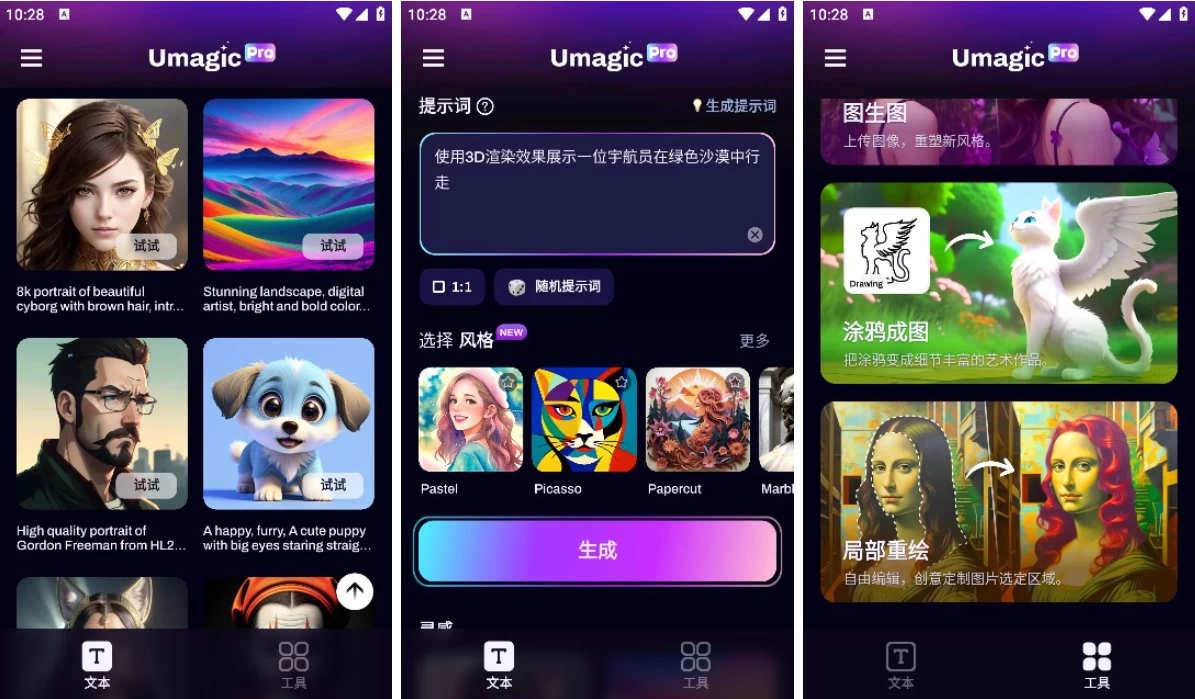 10:28
Umagic Pro
试试
试试
8k portrait of beautiful
cyborg with brown hair, intr...
Stunning landscape, digital
artist, bright and bold color...
试试
试试
High quality portrait of
Gordon Freeman from HL2...
A happy, furry, A cute puppy
with big eyes staring straig...
文本
工具
10:28
Umagic Pro
提示词 ?
生成提示词
使用3D渲染效果展示一位宇航员在绿色沙漠中行
走
1:1
随机提示词
选择 风格 NEW
更多
Pastel
Picasso
Papercut
Marbl
生成
灵感
文本
工具
10:28
Umagic Pro
图生图
上传图像，重塑新风格。
Drawing
涂鸦成图
把涂鸦变成细节丰富的艺术作品。
局部重绘
自由编辑，创意定制图片选定区域。
文本
工具